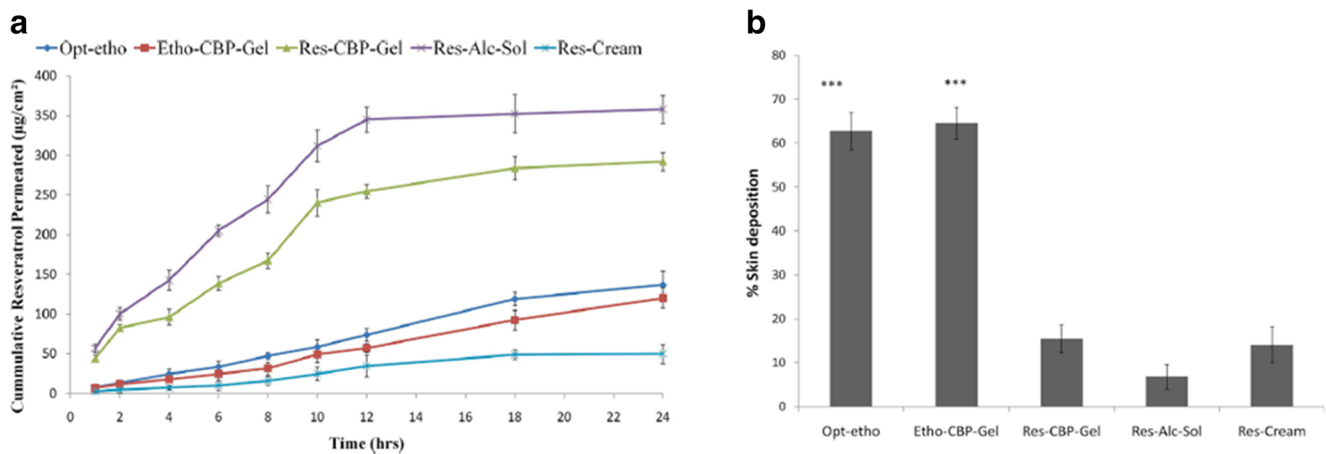 a
Opt-etho Etho-CBP-Gel Res-CBP-Gel Res-Alc-Sol Res-Cream
Cummulative Resveratrol Permeated (µg/cm²)
400
350
300
250
200
150
100
50
0
0 2 4 6 8 10 12 14 16 18 20 22 24
Time (hrs)
b
% Skin deposition
80
70
60
50
40
30
20
10
0
*** ***
Opt-etho Etho-CBP-Gel Res-CBP-Gel Res-Alc-Sol Res-Cream